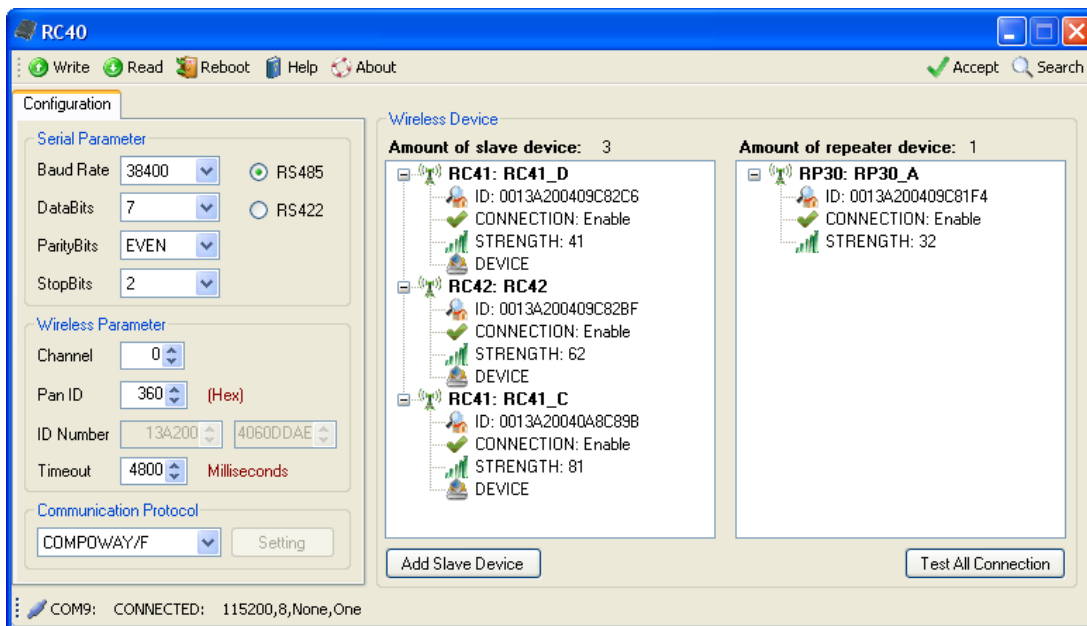 RC40
Write Read Reboot Help About Accept Search
Configuration
Serial Parameter
Baud Rate 38400 RS485
DataBits 7 RS422
ParityBits EVEN
StopBits 2
Wireless Parameter
Channel 0
Pan ID 360 (Hex)
ID Number 13A200 4060DDAE
Timeout 4800 Milliseconds
Communication Protocol
COMPOWAY/F Setting
Wireless Device
Amount of slave device: 3
RC41: RC41_D
ID: 0013A200409C82C6
CONNECTION: Enable
STRENGTH: 41
DEVICE
RC42: RC42
ID: 0013A200409C82BF
CONNECTION: Enable
STRENGTH: 62
DEVICE
RC41: RC41_C
ID: 0013A20040A8C89B
CONNECTION: Enable
STRENGTH: 81
DEVICE
Add Slave Device
Amount of repeater device: 1
RP30: RP30_A
ID: 0013A200409C81F4
CONNECTION: Enable
STRENGTH: 32
Test All Connection
COM9: CONNECTED: 115200,8,None,One